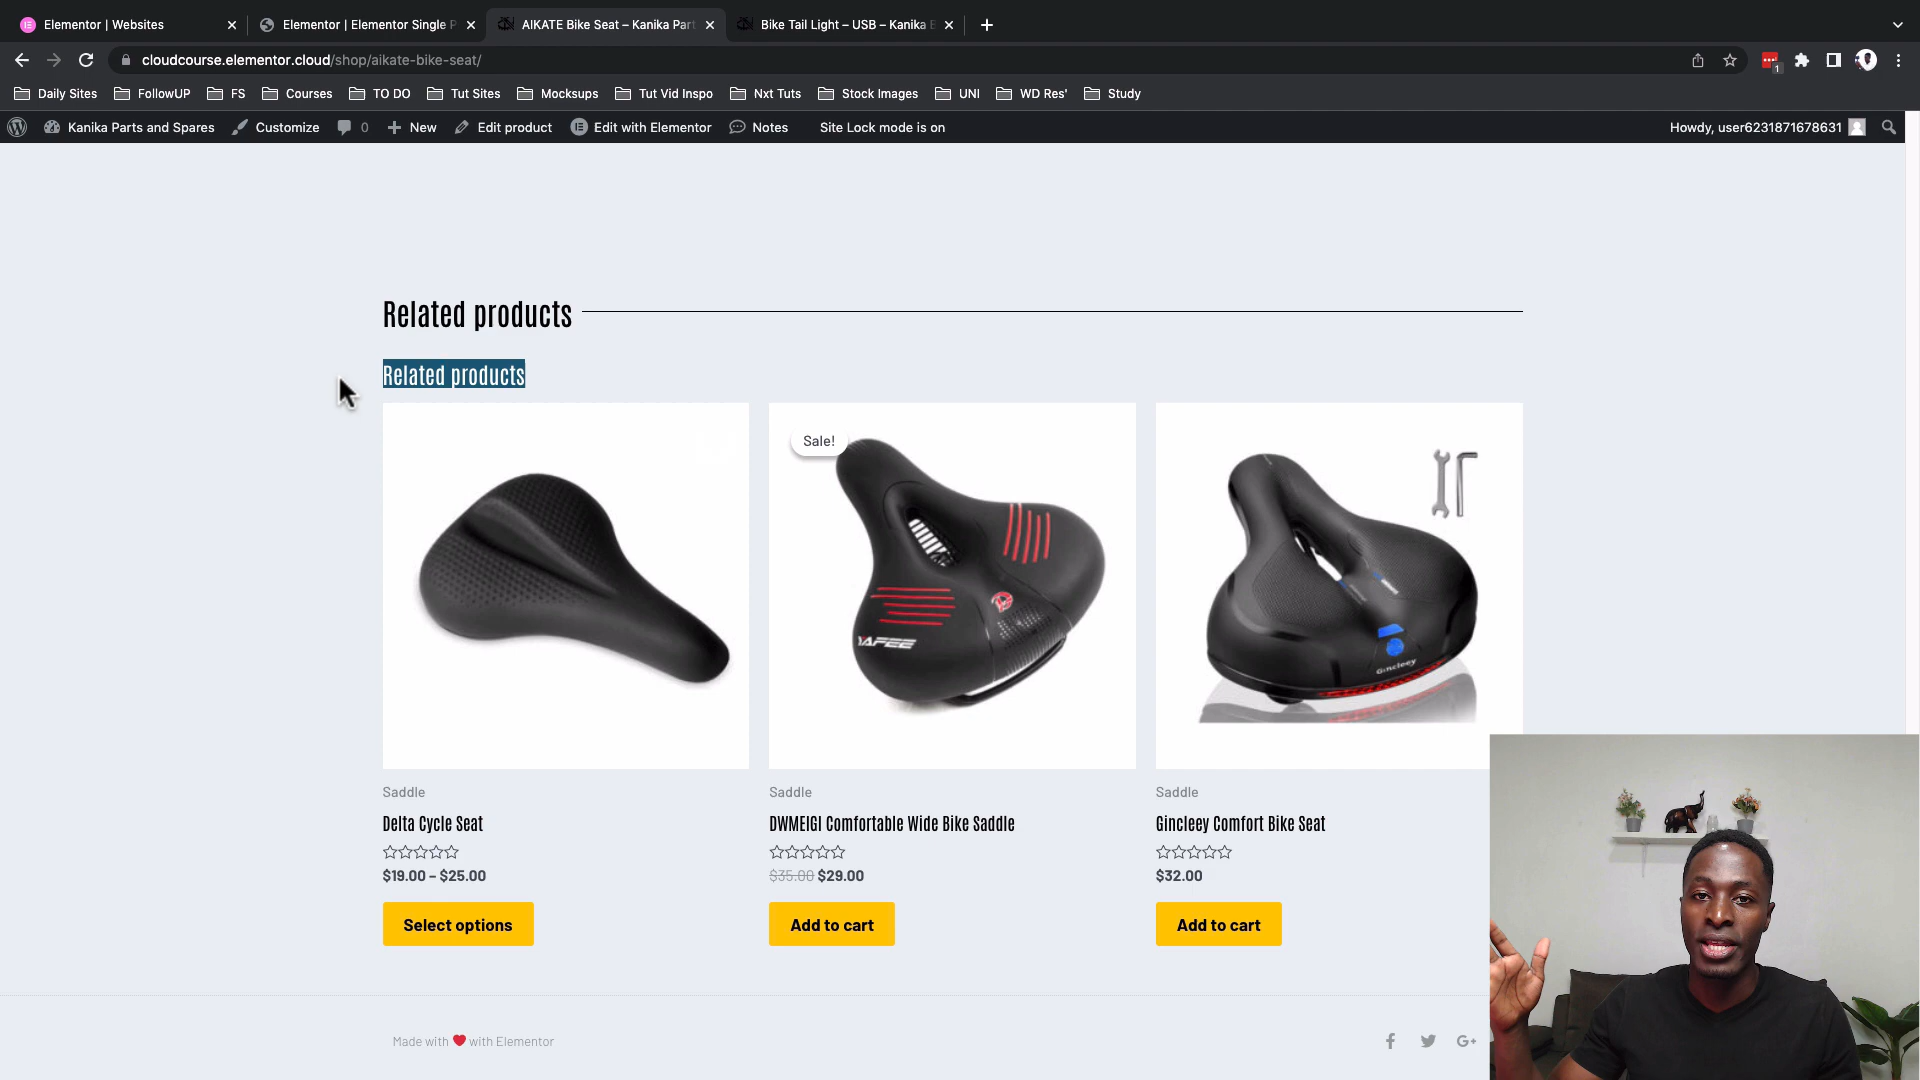 Elementor | Websites
Elementor | Elementor Single P
AIKATE Bike Seat – Kanika Part
Bike Tail Light – USB – Kanika B
cloudcourse.elementor.cloud/shop/aikate-bike-seat/
1
Daily Sites
FollowUP
FS
Courses
TO DO
Tut Sites
Mocksups
Tut Vid Inspo
Nxt Tuts
Stock Images
UNI
WD Res'
Study
Kanika Parts and Spares
Customize
0
New
Edit product
Edit with Elementor
Notes
Site Lock mode is on
Howdy, user6231871678631
Related products
Related products
Sale!
YAFEE
Gincleey
Saddle
Saddle
Saddle
Delta Cycle Seat
DWMEIGI Comfortable Wide Bike Saddle
Gincleey Comfort Bike Seat
$19.00 – $25.00
$35.00 $29.00
$32.00
Select options
Add to cart
Add to cart
Made with ❤ with Elementor